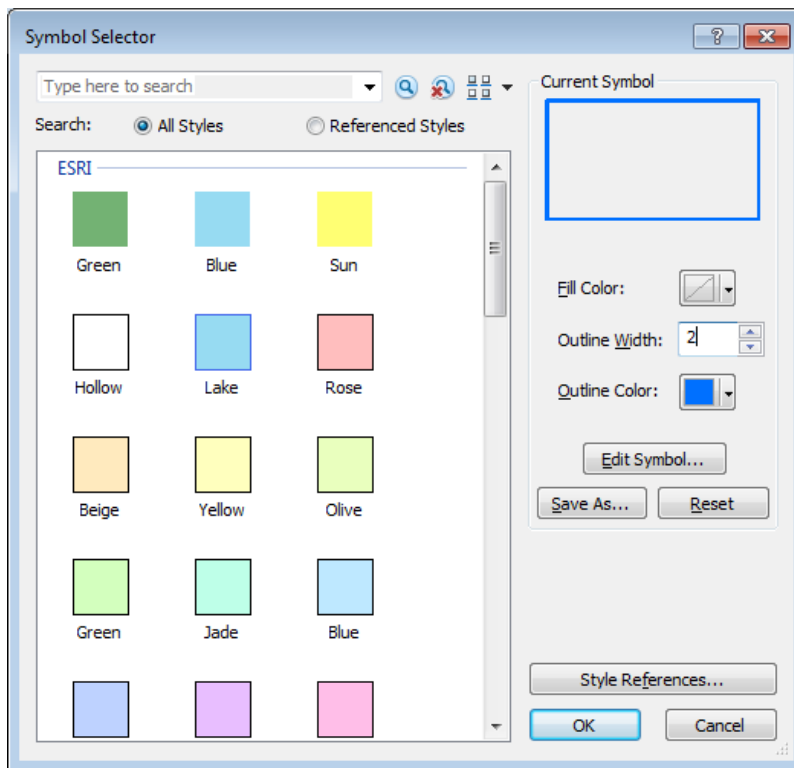 Symbol Selector
Type here to search
Search: All Styles Referenced Styles
ESRI
Green Blue Sun
Hollow Lake Rose
Beige Yellow Olive
Green Jade Blue
Current Symbol
Fill Color:
Outline Width: 2
Outline Color:
Edit Symbol...
Save As... Reset
Style References...
OK Cancel